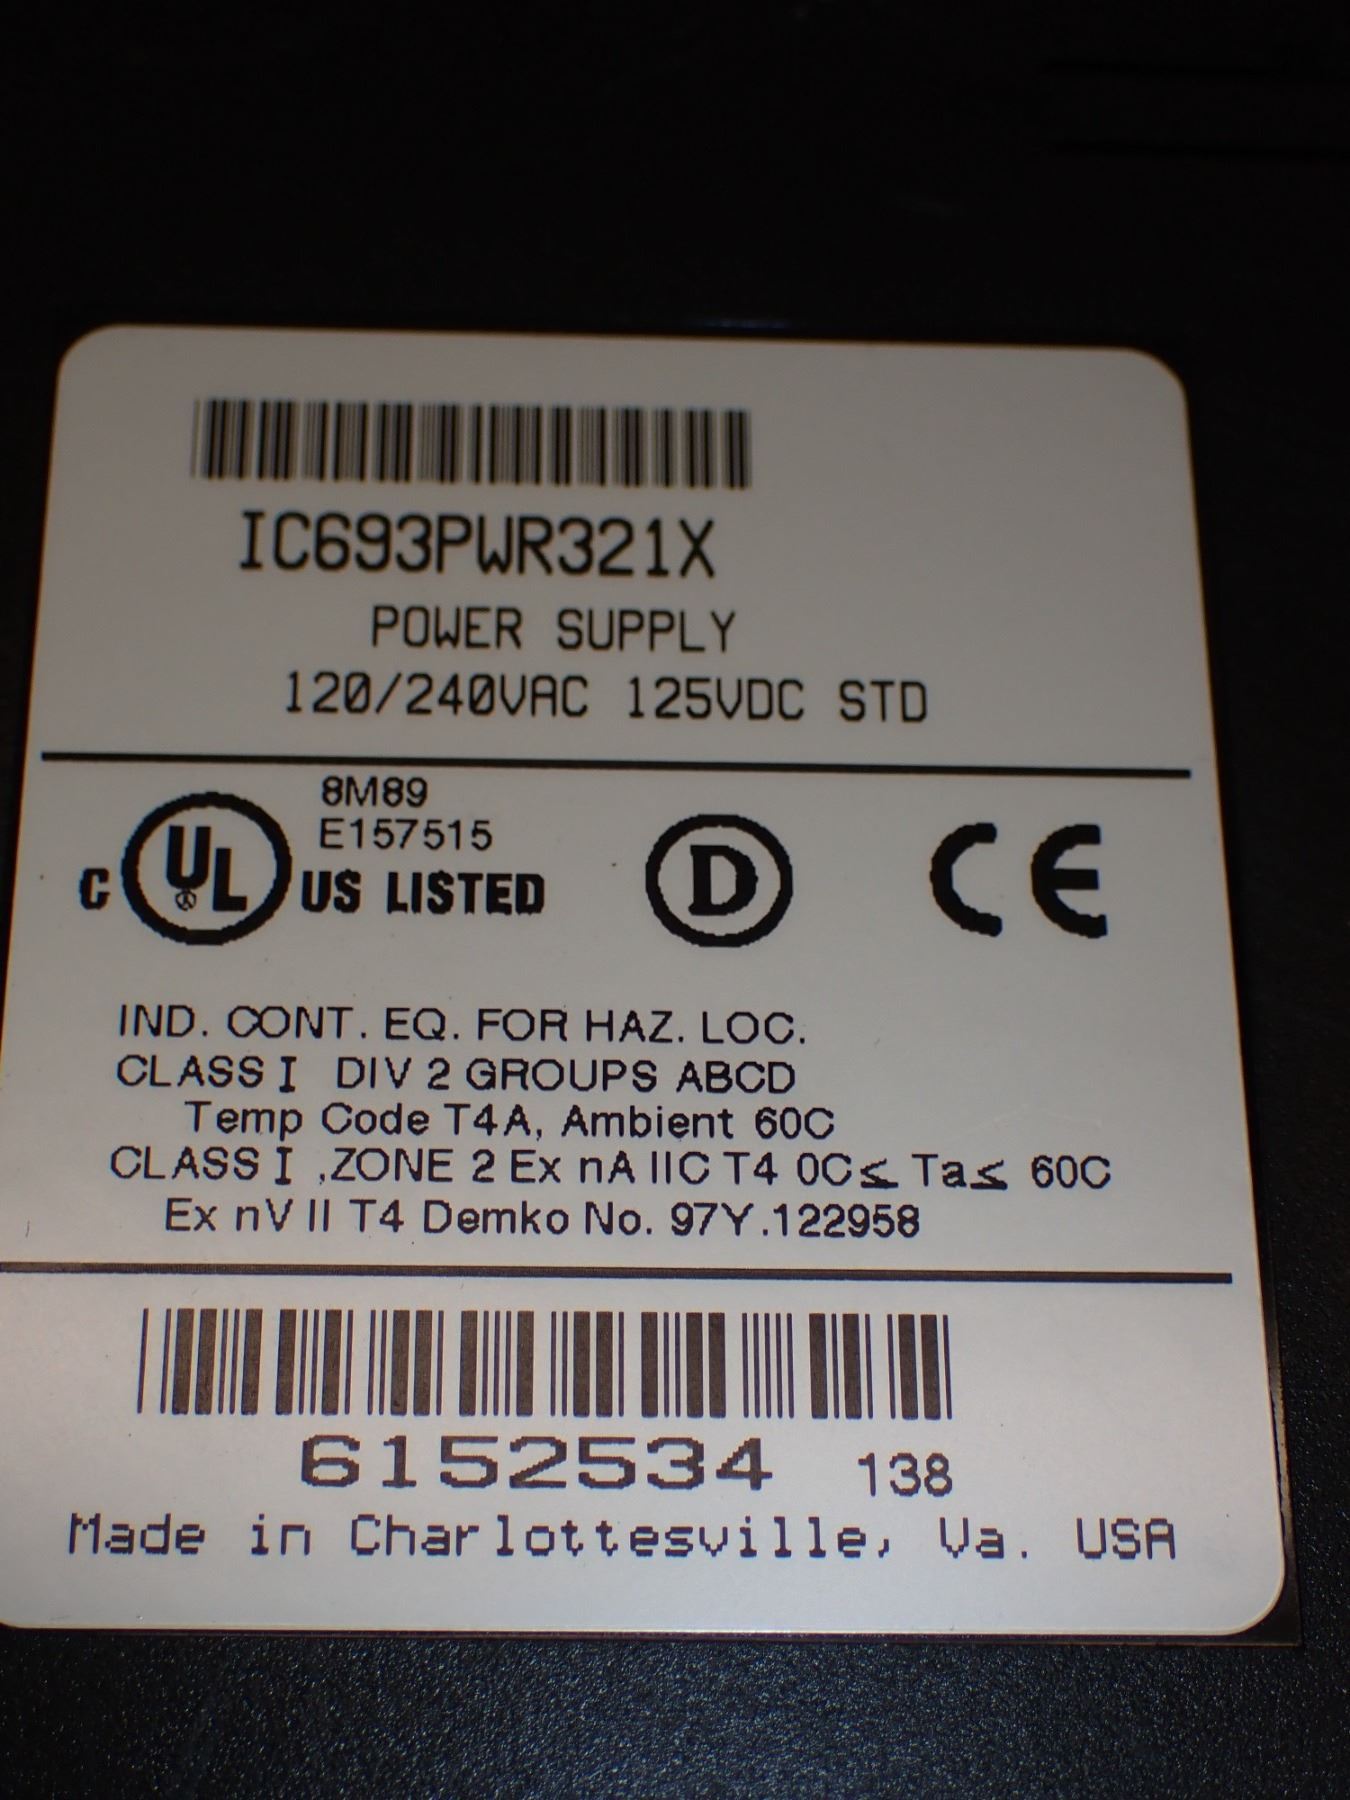 IC693PWR321X
POWER SUPPLY
120/240VAC 125VDC STD
8M89
E157515
C UL US LISTED
D
CE
IND. CONT. EQ. FOR HAZ. LOC.
CLASS I DIV 2 GROUPS ABCD
Temp Code T4A, Ambient 60C
CLASS I ,ZONE 2 Ex nA IIC T4 0C≤ Ta≤ 60C
Ex nV II T4 Demko No. 97Y.122958
6152534 138
Made in Charlottesville, Va. USA